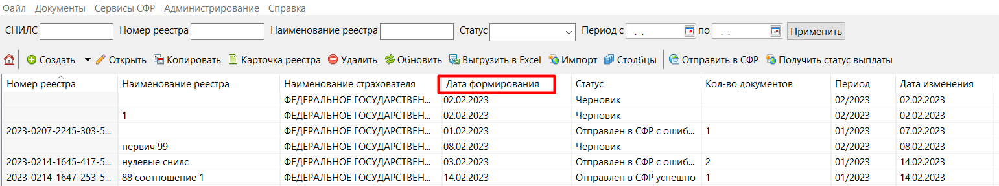 Файл Документы Сервисы СФР Администрирование Справка
СНИЛС Номер реестра Наименование реестра Статус Период с . . по . . Применить
Создать Открыть Копировать Карточка реестра Удалить Обновить Выгрузить в Excel Импорт Столбцы Отправить в СФР Получить статус выплаты
Номер реестра Наименование реестра Наименование страхователя Дата формирования Статус Кол-во документов Период Дата изменения
ФЕДЕРАЛЬНОЕ ГОСУДАРСТВЕН... 02.02.2023 Черновик 02/2023 02.02.2023
1 ФЕДЕРАЛЬНОЕ ГОСУДАРСТВЕН... 02.02.2023 Черновик 02/2023 02.02.2023
2023-0207-2245-303-5... ФЕДЕРАЛЬНОЕ ГОСУДАРСТВЕН... 01.02.2023 Отправлен в СФР с ошиб... 1 01/2023 07.02.2023
первич 99 ФЕДЕРАЛЬНОЕ ГОСУДАРСТВЕН... 08.02.2023 Черновик 02/2023 08.02.2023
2023-0214-1645-417-5... нулевые снилс ФЕДЕРАЛЬНОЕ ГОСУДАРСТВЕН... 03.02.2023 Отправлен в СФР с ошиб... 2 01/2023 14.02.2023
2023-0214-1647-253-5... 88 соотношение 1 ФЕДЕРАЛЬНОЕ ГОСУДАРСТВЕН... 14.02.2023 Отправлен в СФР успешно 1 01/2023 14.02.2023